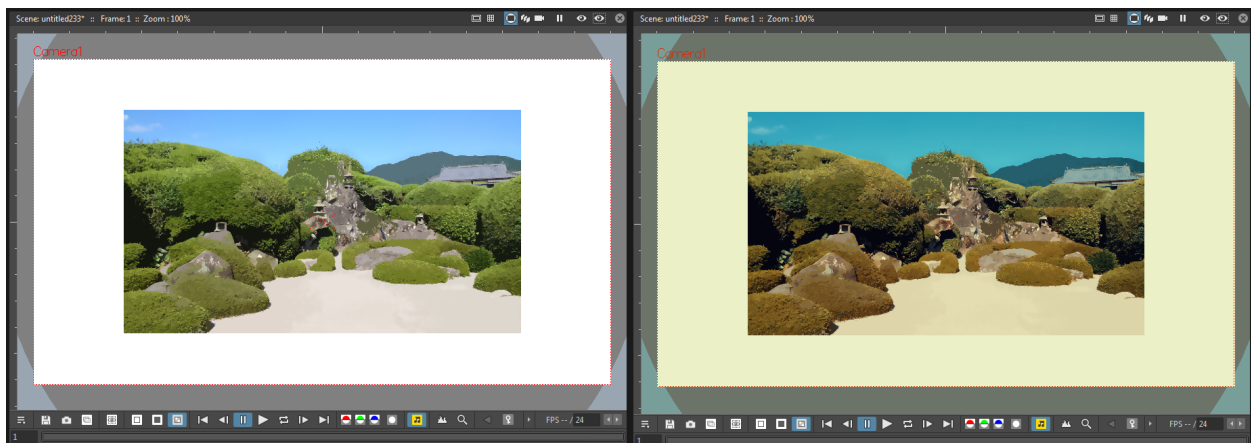 Scene: untitled233* :: Frame: 1 :: Zoom : 100%
Camera1
FPS -- / 24
1
Scene: untitled233* :: Frame: 1 :: Zoom : 100%
Camera1
FPS -- / 24
1